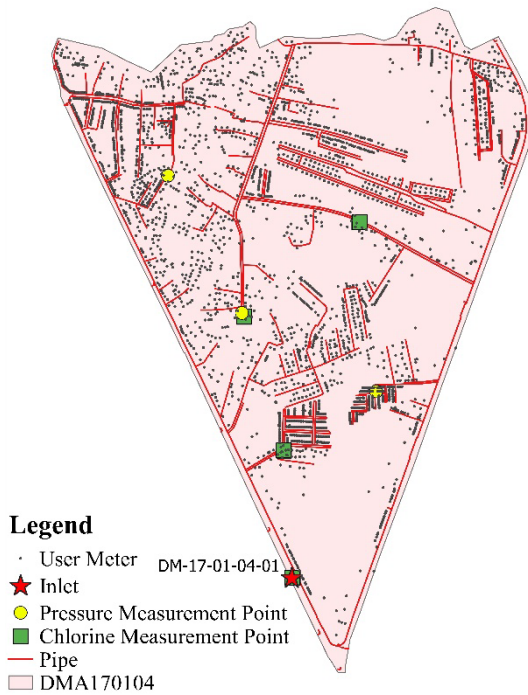 Legend
User Meter
DM-17-01-04-01
Inlet
Pressure Measurement Point
Chlorine Measurement Point
Pipe
DMA170104